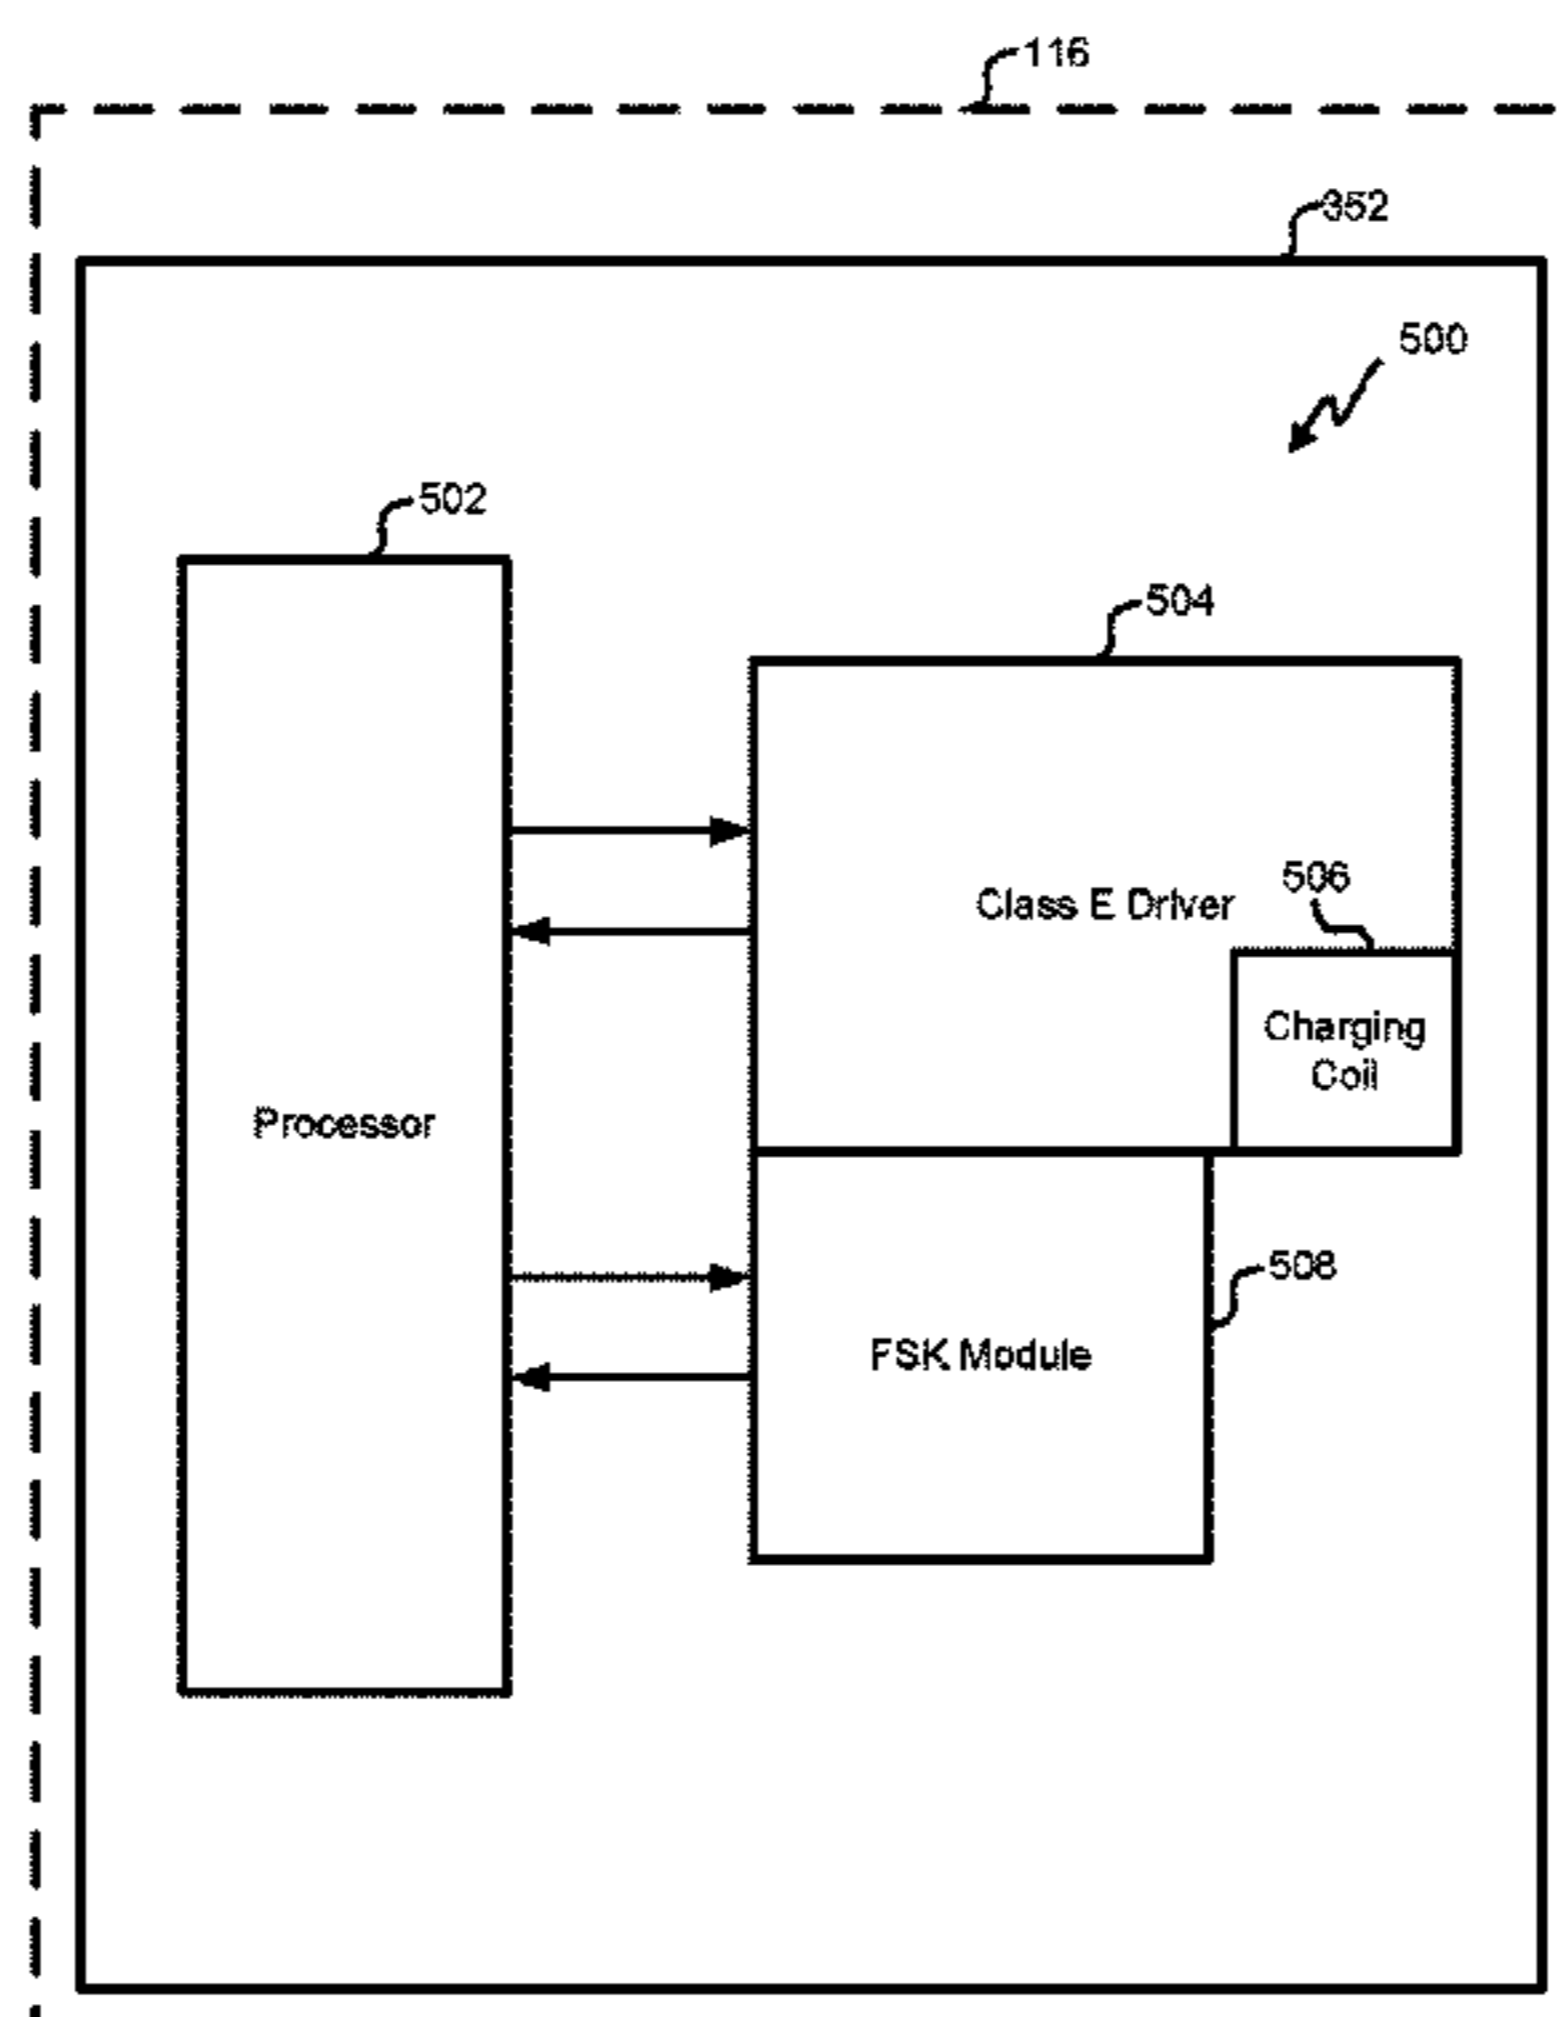 116
352
500
502
504
Class E Driver
506
Charging
Coil
Processor
508
FSK Module